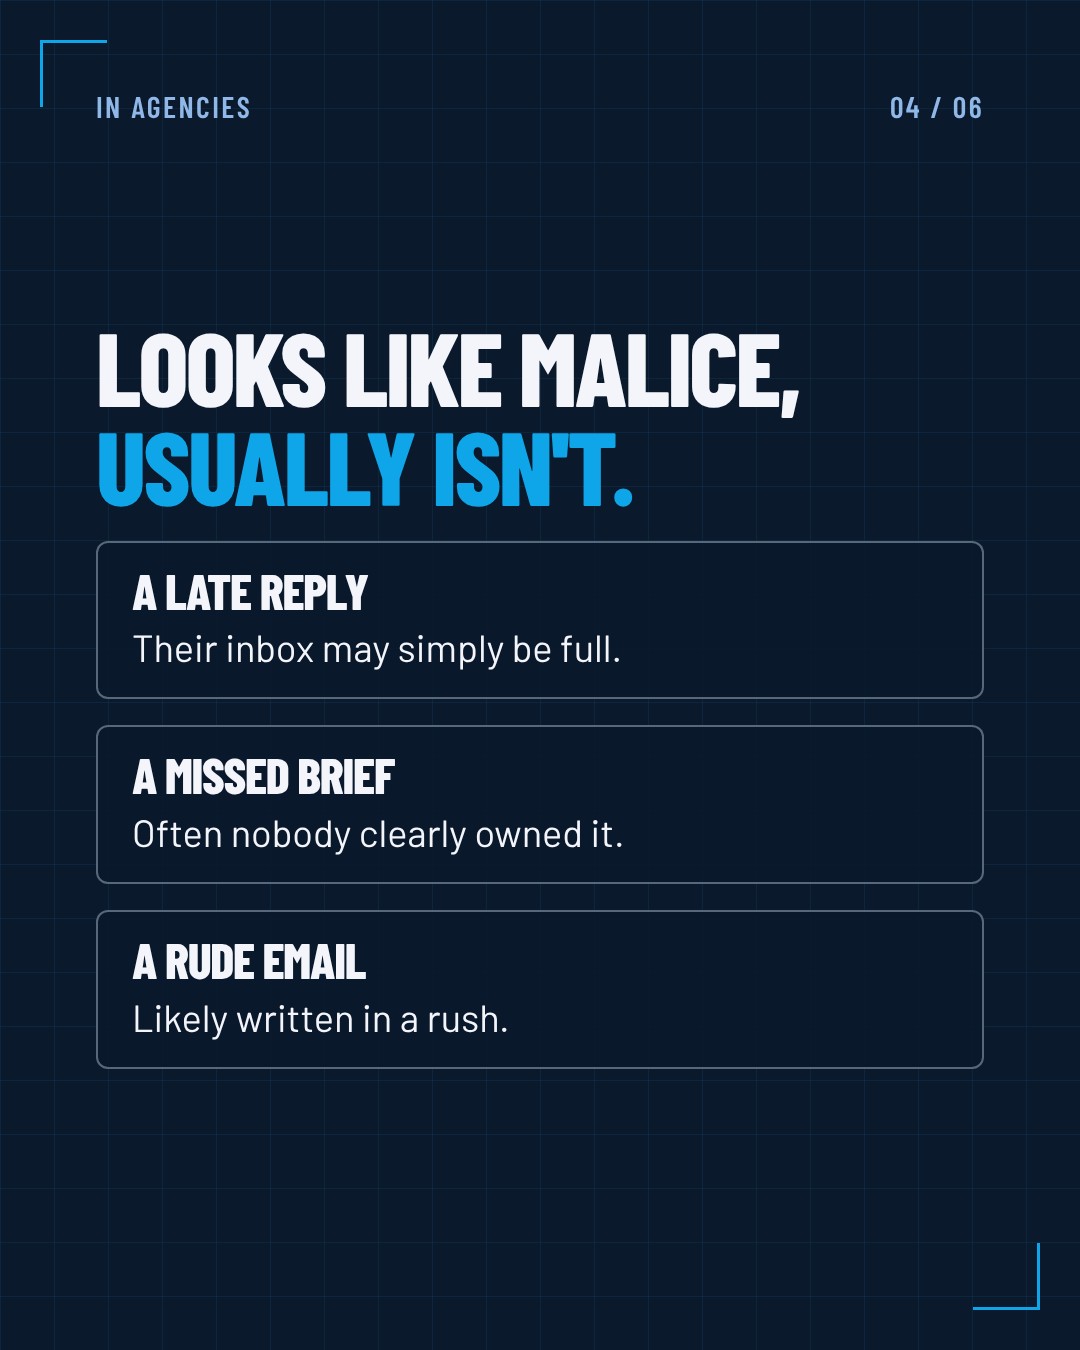 IN AGENCIES
04 / 06
LOOKS LIKE MALICE,
USUALLY ISN'T.
A LATE REPLY
Their inbox may simply be full.
A MISSED BRIEF
Often nobody clearly owned it.
A RUDE EMAIL
Likely written in a rush.